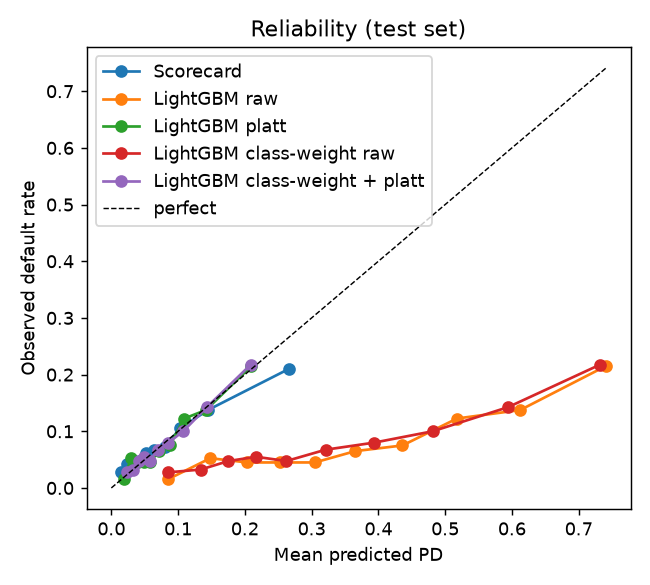 Reliability (test set)
Scorecard
LightGBM raw
LightGBM platt
LightGBM class-weight raw
LightGBM class-weight + platt
perfect
Observed default rate
0.7
0.6
0.5
0.4
0.3
0.2
0.1
0.0
0.0 0.1 0.2 0.3 0.4 0.5 0.6 0.7
Mean predicted PD